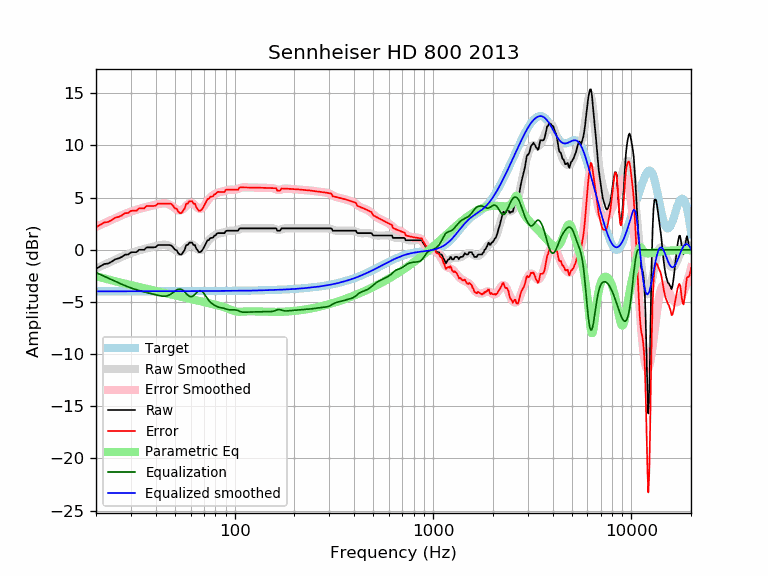 Sennheiser HD 800 2013
Amplitude (dBr)
15
10
5
0
−5
−10
−15
−20
−25
Target
Raw Smoothed
Error Smoothed
Raw
Error
Parametric Eq
Equalization
Equalized smoothed
100
1000
10000
Frequency (Hz)